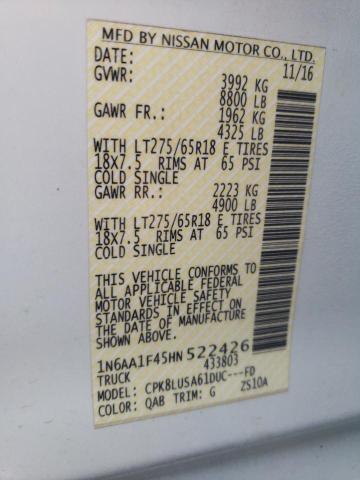 MFD BY NISSAN MOTOR CO., LTD.
DATE: 11/16
GVWR: 3992 KG
8800 LB
GAWR FR.: 1962 KG
4325 LB
WITH LT275/65R18 E TIRES
18X7.5 RIMS AT 65 PSI
COLD SINGLE
GAWR RR.: 2223 KG
4900 LB
WITH LT275/65R18 E TIRES
18X7.5 RIMS AT 65 PSI
COLD SINGLE
THIS VEHICLE CONFORMS TO
ALL APPLICABLE FEDERAL
MOTOR VEHICLE SAFETY
STANDARDS IN EFFECT ON
THE DATE OF MANUFACTURE
SHOWN ABOVE.
1N6AA1F45HN522426
TRUCK 433803
MODEL: CPK8LUSA61DUC---FD
COLOR: QAB TRIM: G ZS10A